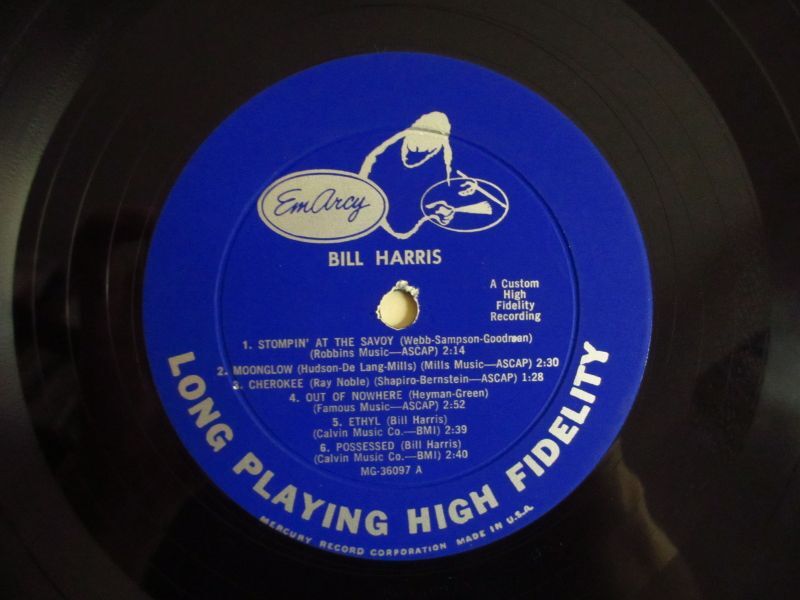 EmArcy
BILL HARRIS
A Custom
High
Fidelity
Recording
1. STOMPIN' AT THE SAVOY (Webb-Sampson-Goodman)
(Robbins Music—ASCAP) 2:14
2. MOONGLOW (Hudson-De Lang-Mills) (Mills Music—ASCAP) 2:30
3. CHEROKEE (Ray Noble) (Shapiro-Bernstein—ASCAP) 1:28
4. OUT OF NOWHERE (Heyman-Green)
(Famous Music—ASCAP) 2:52
5. ETHYL (Bill Harris)
(Calvin Music Co.—BMI) 2:39
6. POSSESSED (Bill Harris)
(Calvin Music Co.—BMI) 2:40
MG-36097 A
LONG PLAYING HIGH FIDELITY
MERCURY RECORD CORPORATION MADE IN U.S.A.